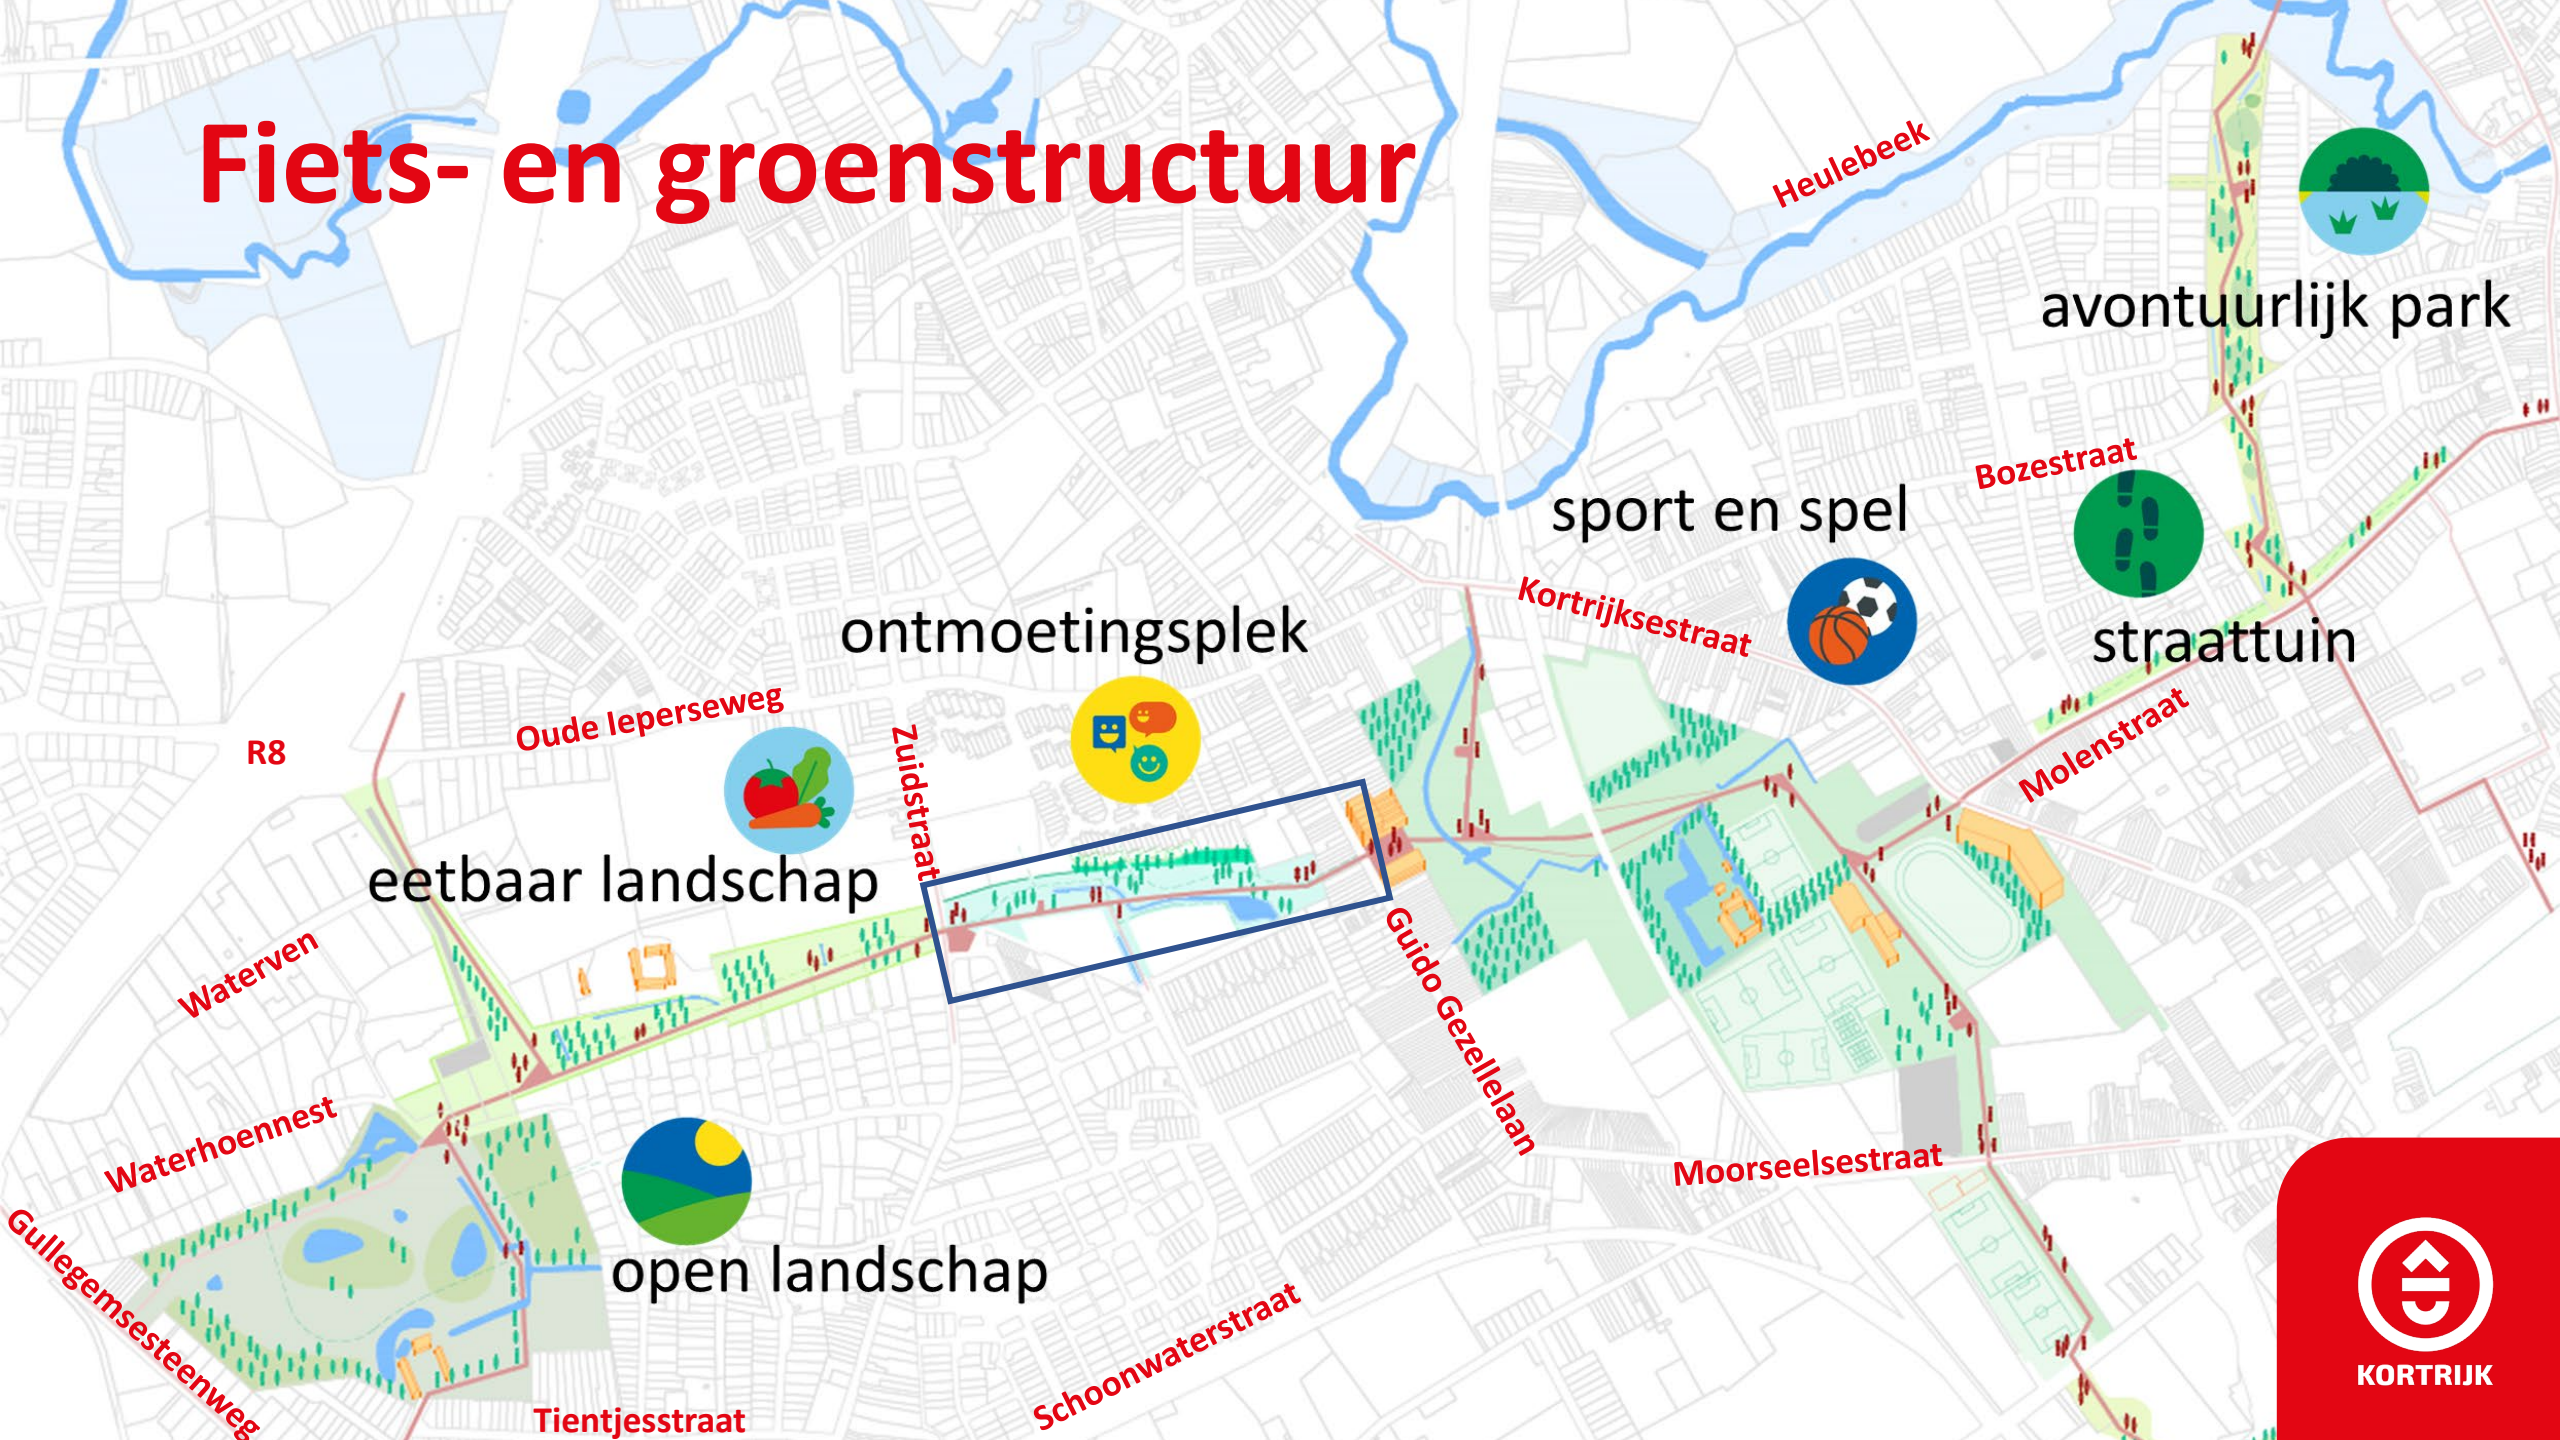 Fiets- en groenstructuur
Heulebeek
avontuurlijk park
Bozestraat
sport en spel
Kortrijksestraat
straattuin
ontmoetingsplek
Oude Ieperseweg
R8
Zuidstraat
Molenstraat
eetbaar landschap
Waterven
Guido Gezellelaan
Waterhoennest
Moorseelsestraat
Gullegemsesteenweg
open landschap
Schoonwaterstraat
Tientjesstraat
KORTRIJK